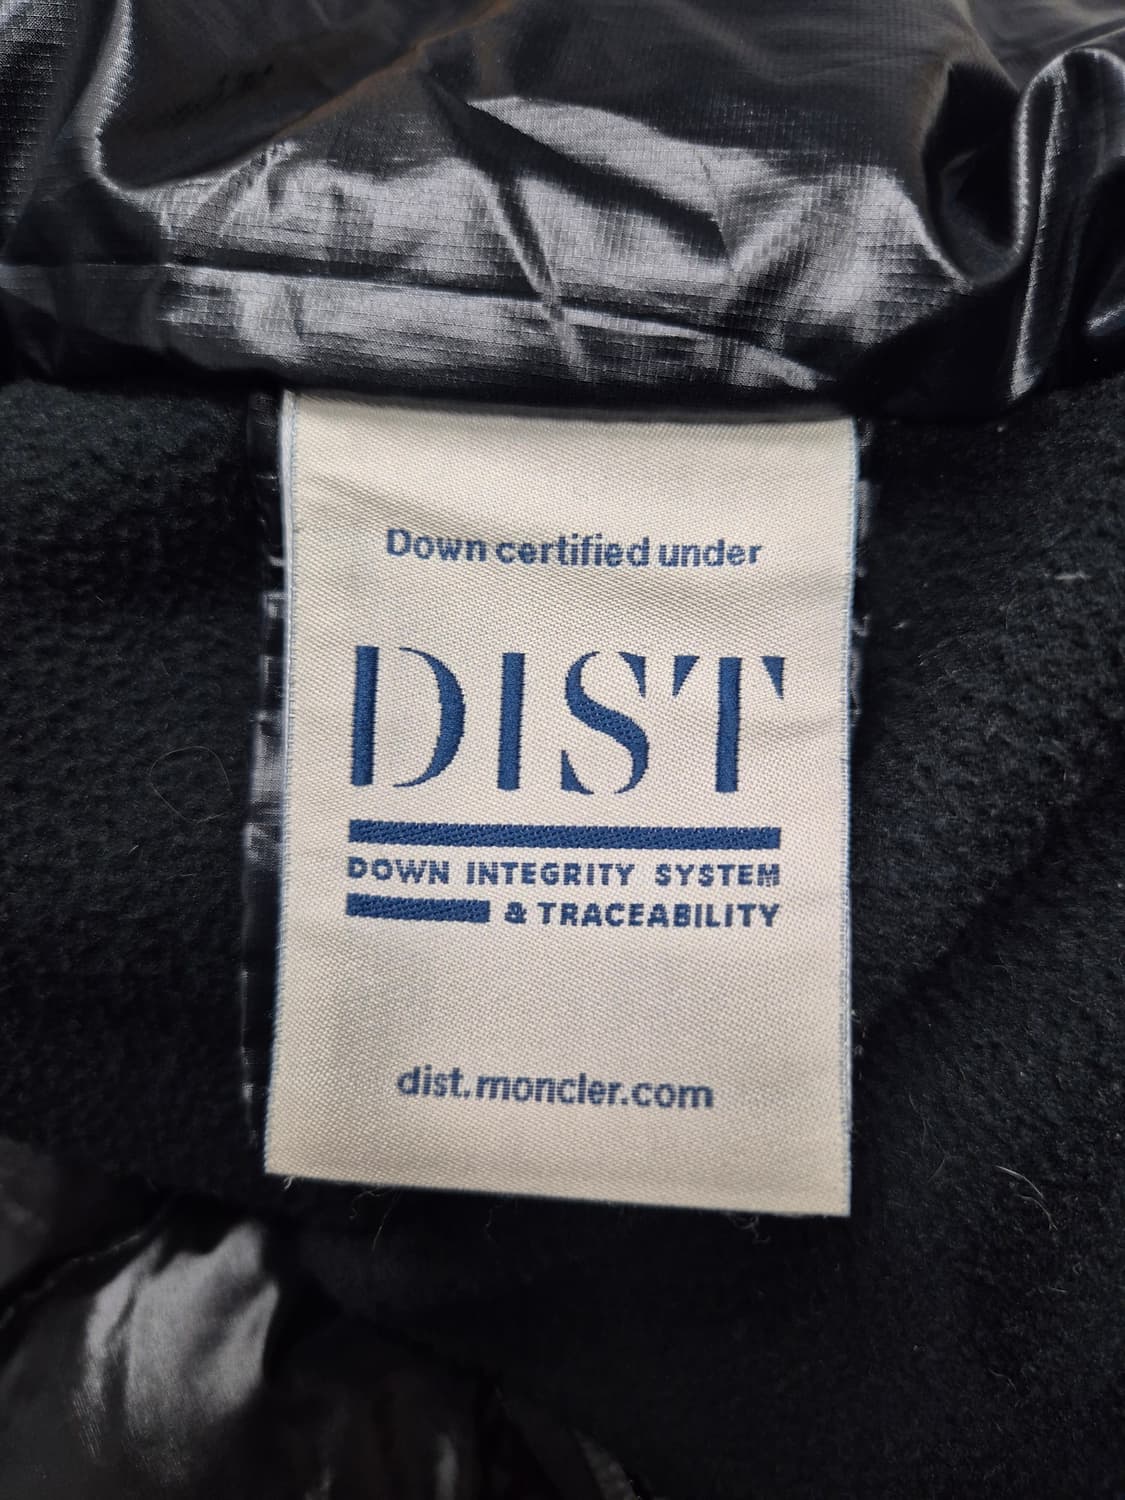 Down certified under
DIST
DOWN INTEGRITY SYSTEM
& TRACEABILITY
dist.moncler.com